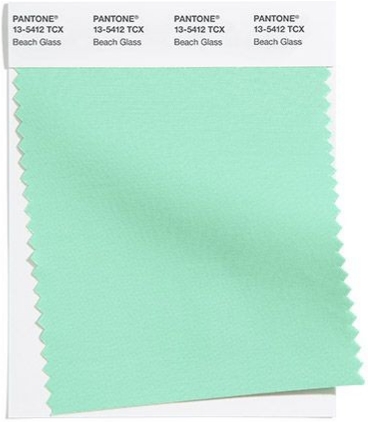 PANTONE® PANTONE® PANTONE® PANTONE®
13-5412 TCX 13-5412 TCX 13-5412 TCX 13-5412 TCX
Beach Glass Beach Glass Beach Glass Beach Glass